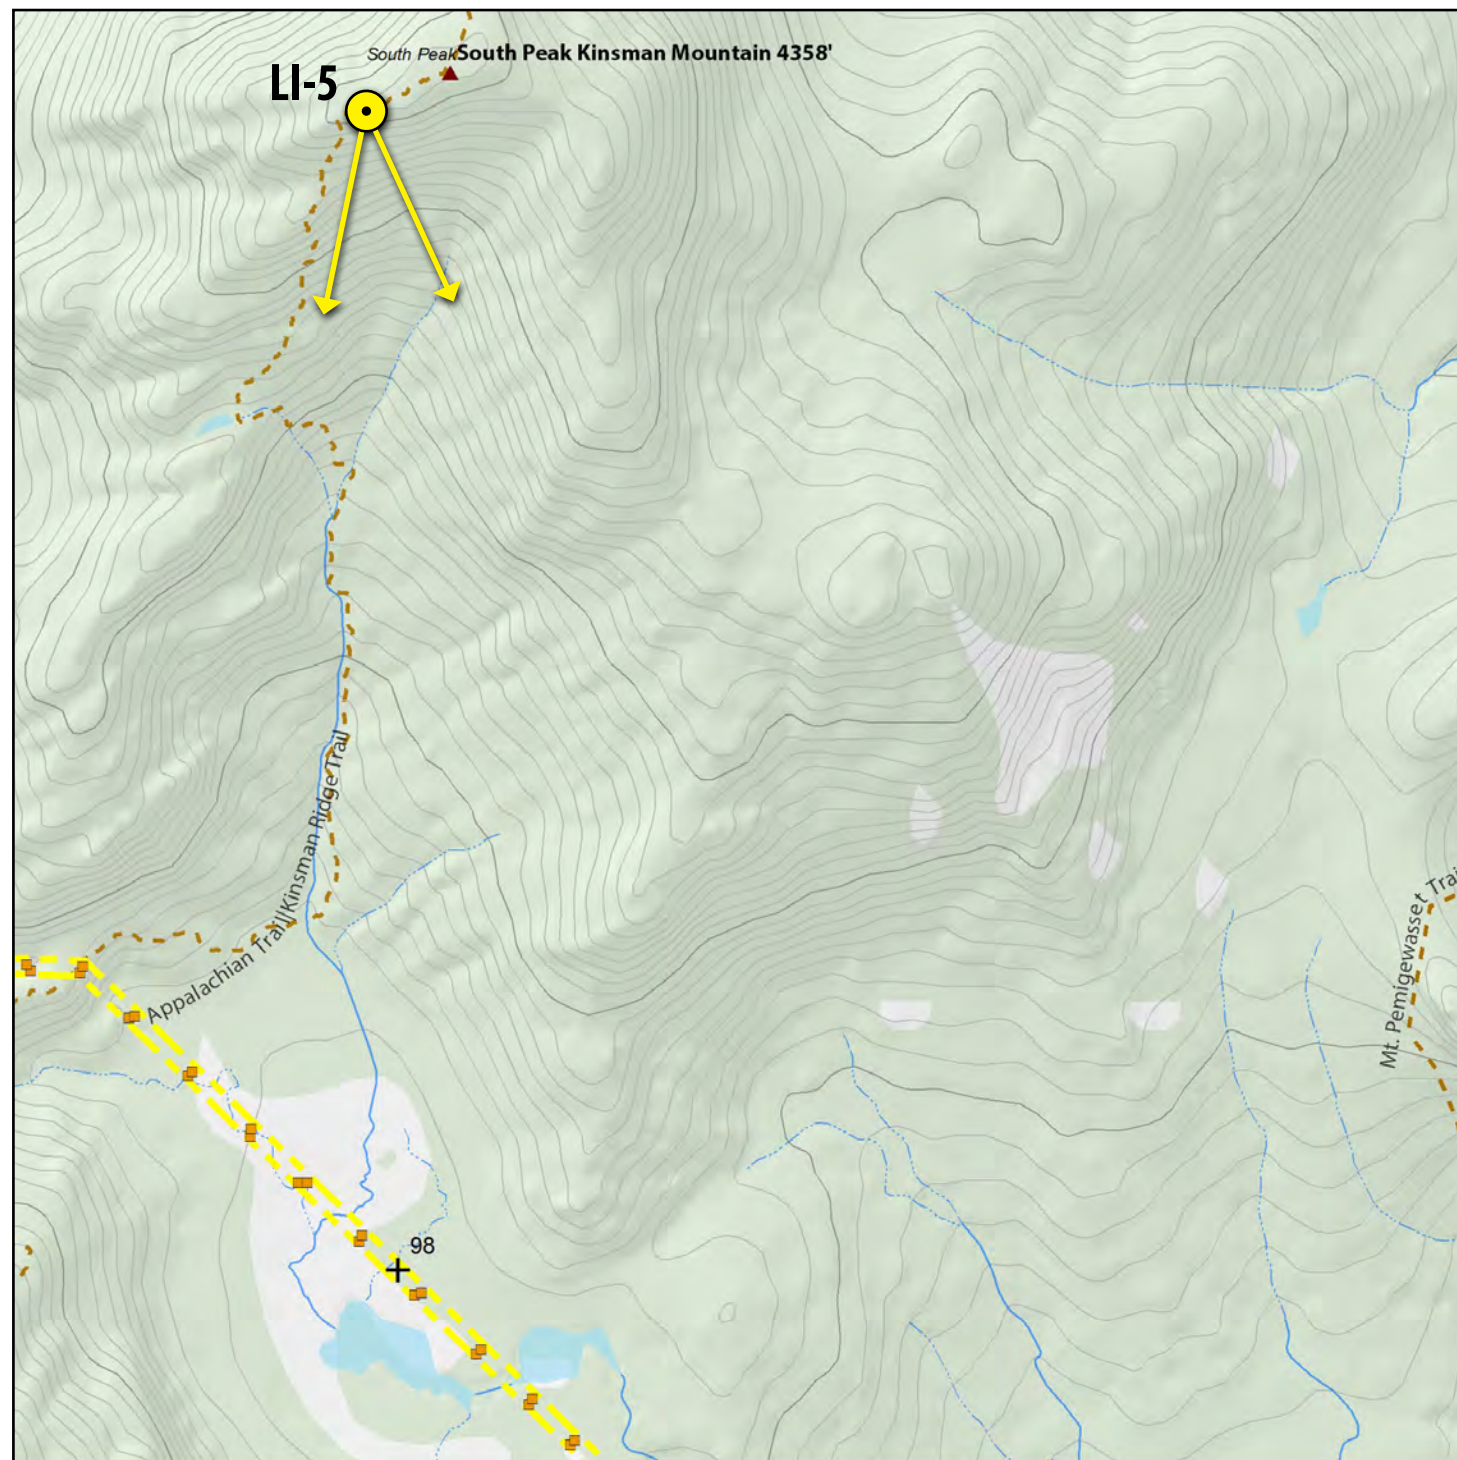 South Peak
South Peak Kinsman Mountain 4358'
LI-5
Appalachian Trail|Kinsman Ridge Trail
Mt. Pemigewasset Trai
98